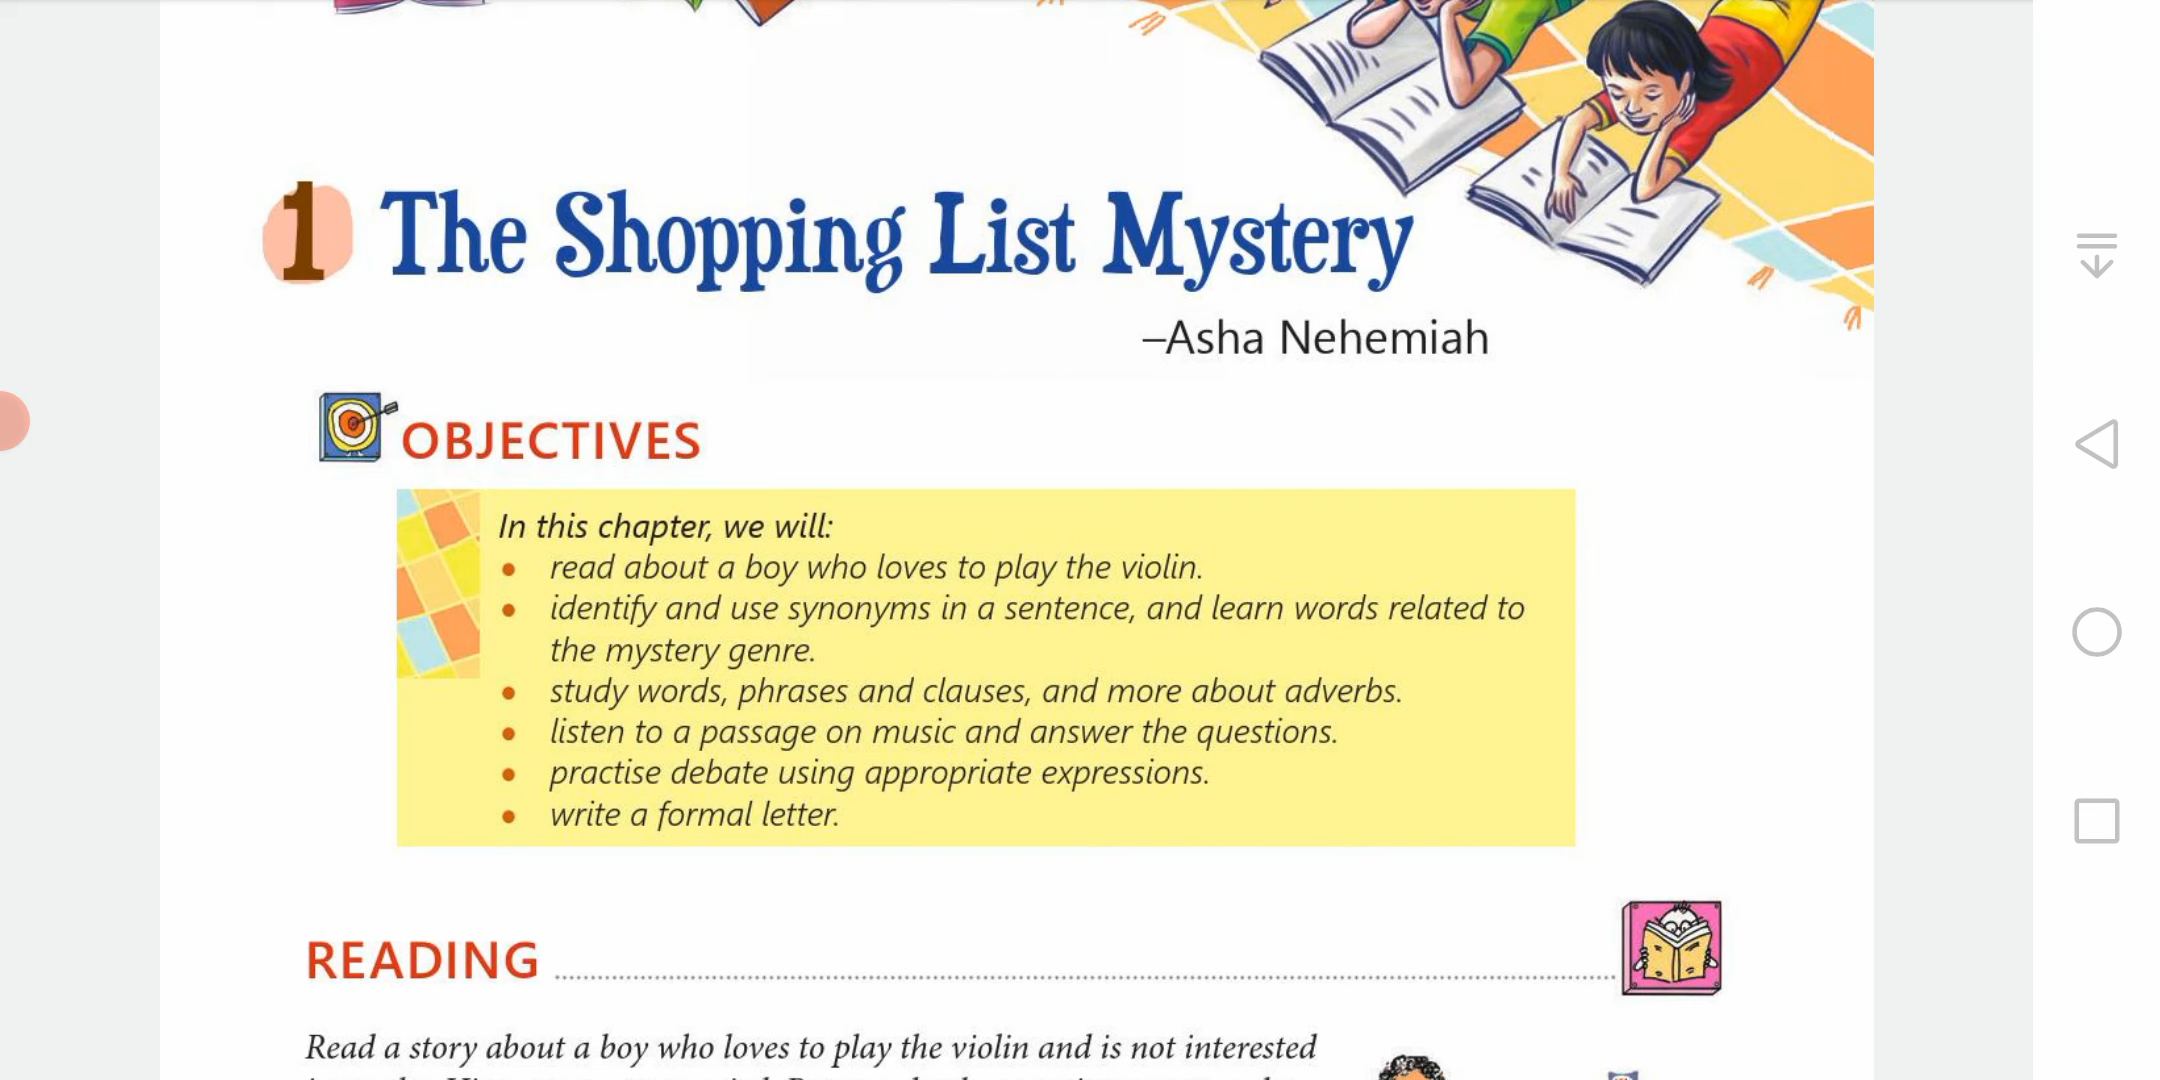 1 The Shopping List Mystery
–Asha Nehemiah
OBJECTIVES
In this chapter, we will:
• read about a boy who loves to play the violin.
• identify and use synonyms in a sentence, and learn words related to
the mystery genre.
• study words, phrases and clauses, and more about adverbs.
• listen to a passage on music and answer the questions.
• practise debate using appropriate expressions.
• write a formal letter.
READING
Read a story about a boy who loves to play the violin and is not interested